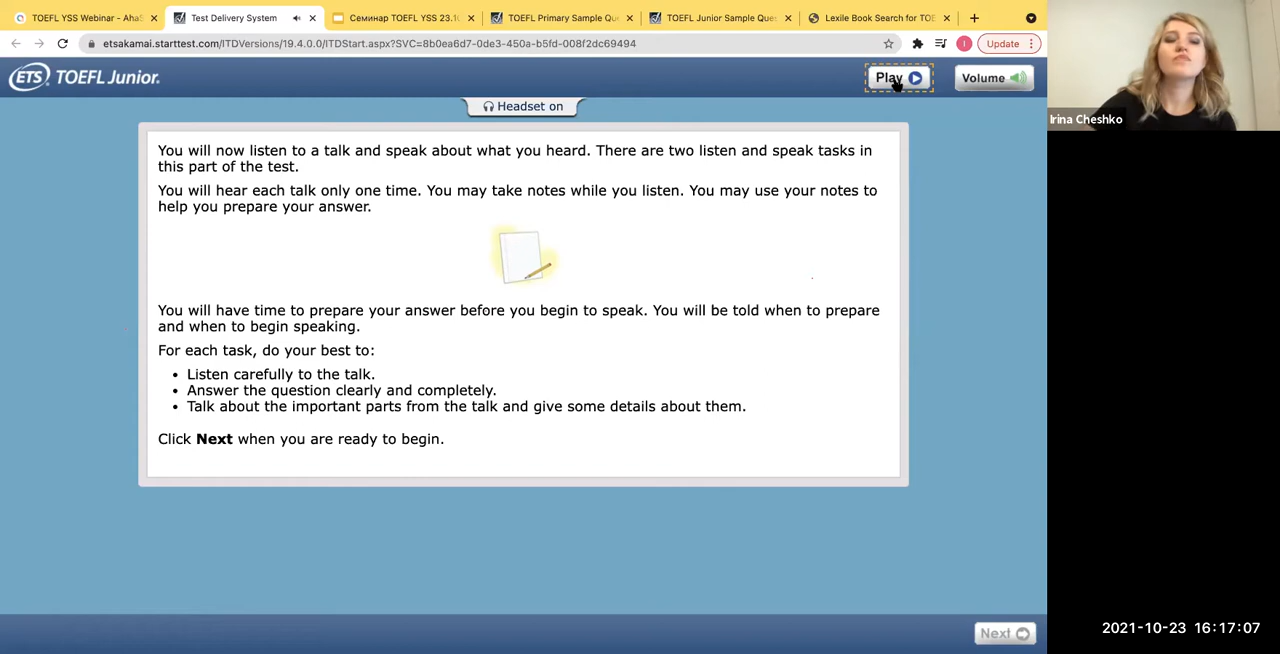 TOEFL YSS Webinar - Aha
Test Delivery System
Семинар TOEFL YSS 23.1
TOEFL Primary Sample Qu
TOEFL Junior Sample Ques
Lexile Book Search for TOE
etsakamai.starttest.com/ITDVersions/19.4.0.0/ITDStart.aspx?SVC=8b0ea6d7-0de3-450a-b5fd-008f2dc69494
I
Update
ETS TOEFL Junior.
Play
Volume
Headset on
Irina Cheshko
You will now listen to a talk and speak about what you heard. There are two listen and speak tasks in
this part of the test.
You will hear each talk only one time. You may take notes while you listen. You may use your notes to
help you prepare your answer.
You will have time to prepare your answer before you begin to speak. You will be told when to prepare
and when to begin speaking.
For each task, do your best to:
• Listen carefully to the talk.
• Answer the question clearly and completely.
• Talk about the important parts from the talk and give some details about them.
Click Next when you are ready to begin.
Next
2021-10-23 16:17:07